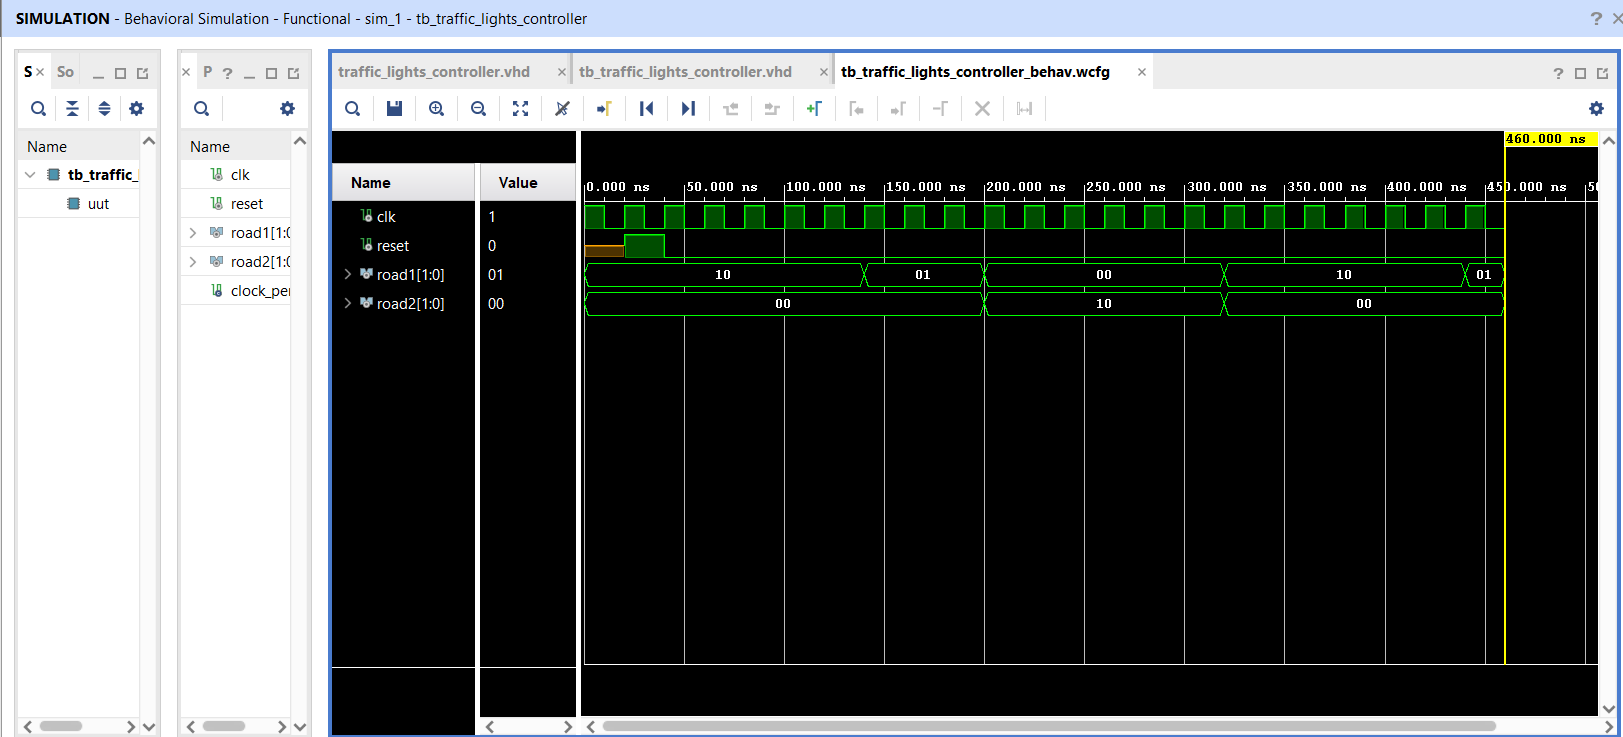 SIMULATION - Behavioral Simulation - Functional - sim_1 - tb_traffic_lights_controller
S
So
P
traffic_lights_controller.vhd
tb_traffic_lights_controller.vhd
tb_traffic_lights_controller_behav.wcfg
Name
tb_traffic_
uut
Name
clk
reset
road1[1:0
road2[1:0
clock_per
460.000 ns
Name
Value
0.000 ns
50.000 ns
100.000 ns
150.000 ns
200.000 ns
250.000 ns
300.000 ns
350.000 ns
400.000 ns
450.000 ns
50
clk
1
reset
0
road1[1:0]
01
10
01
00
10
01
road2[1:0]
00
00
10
00